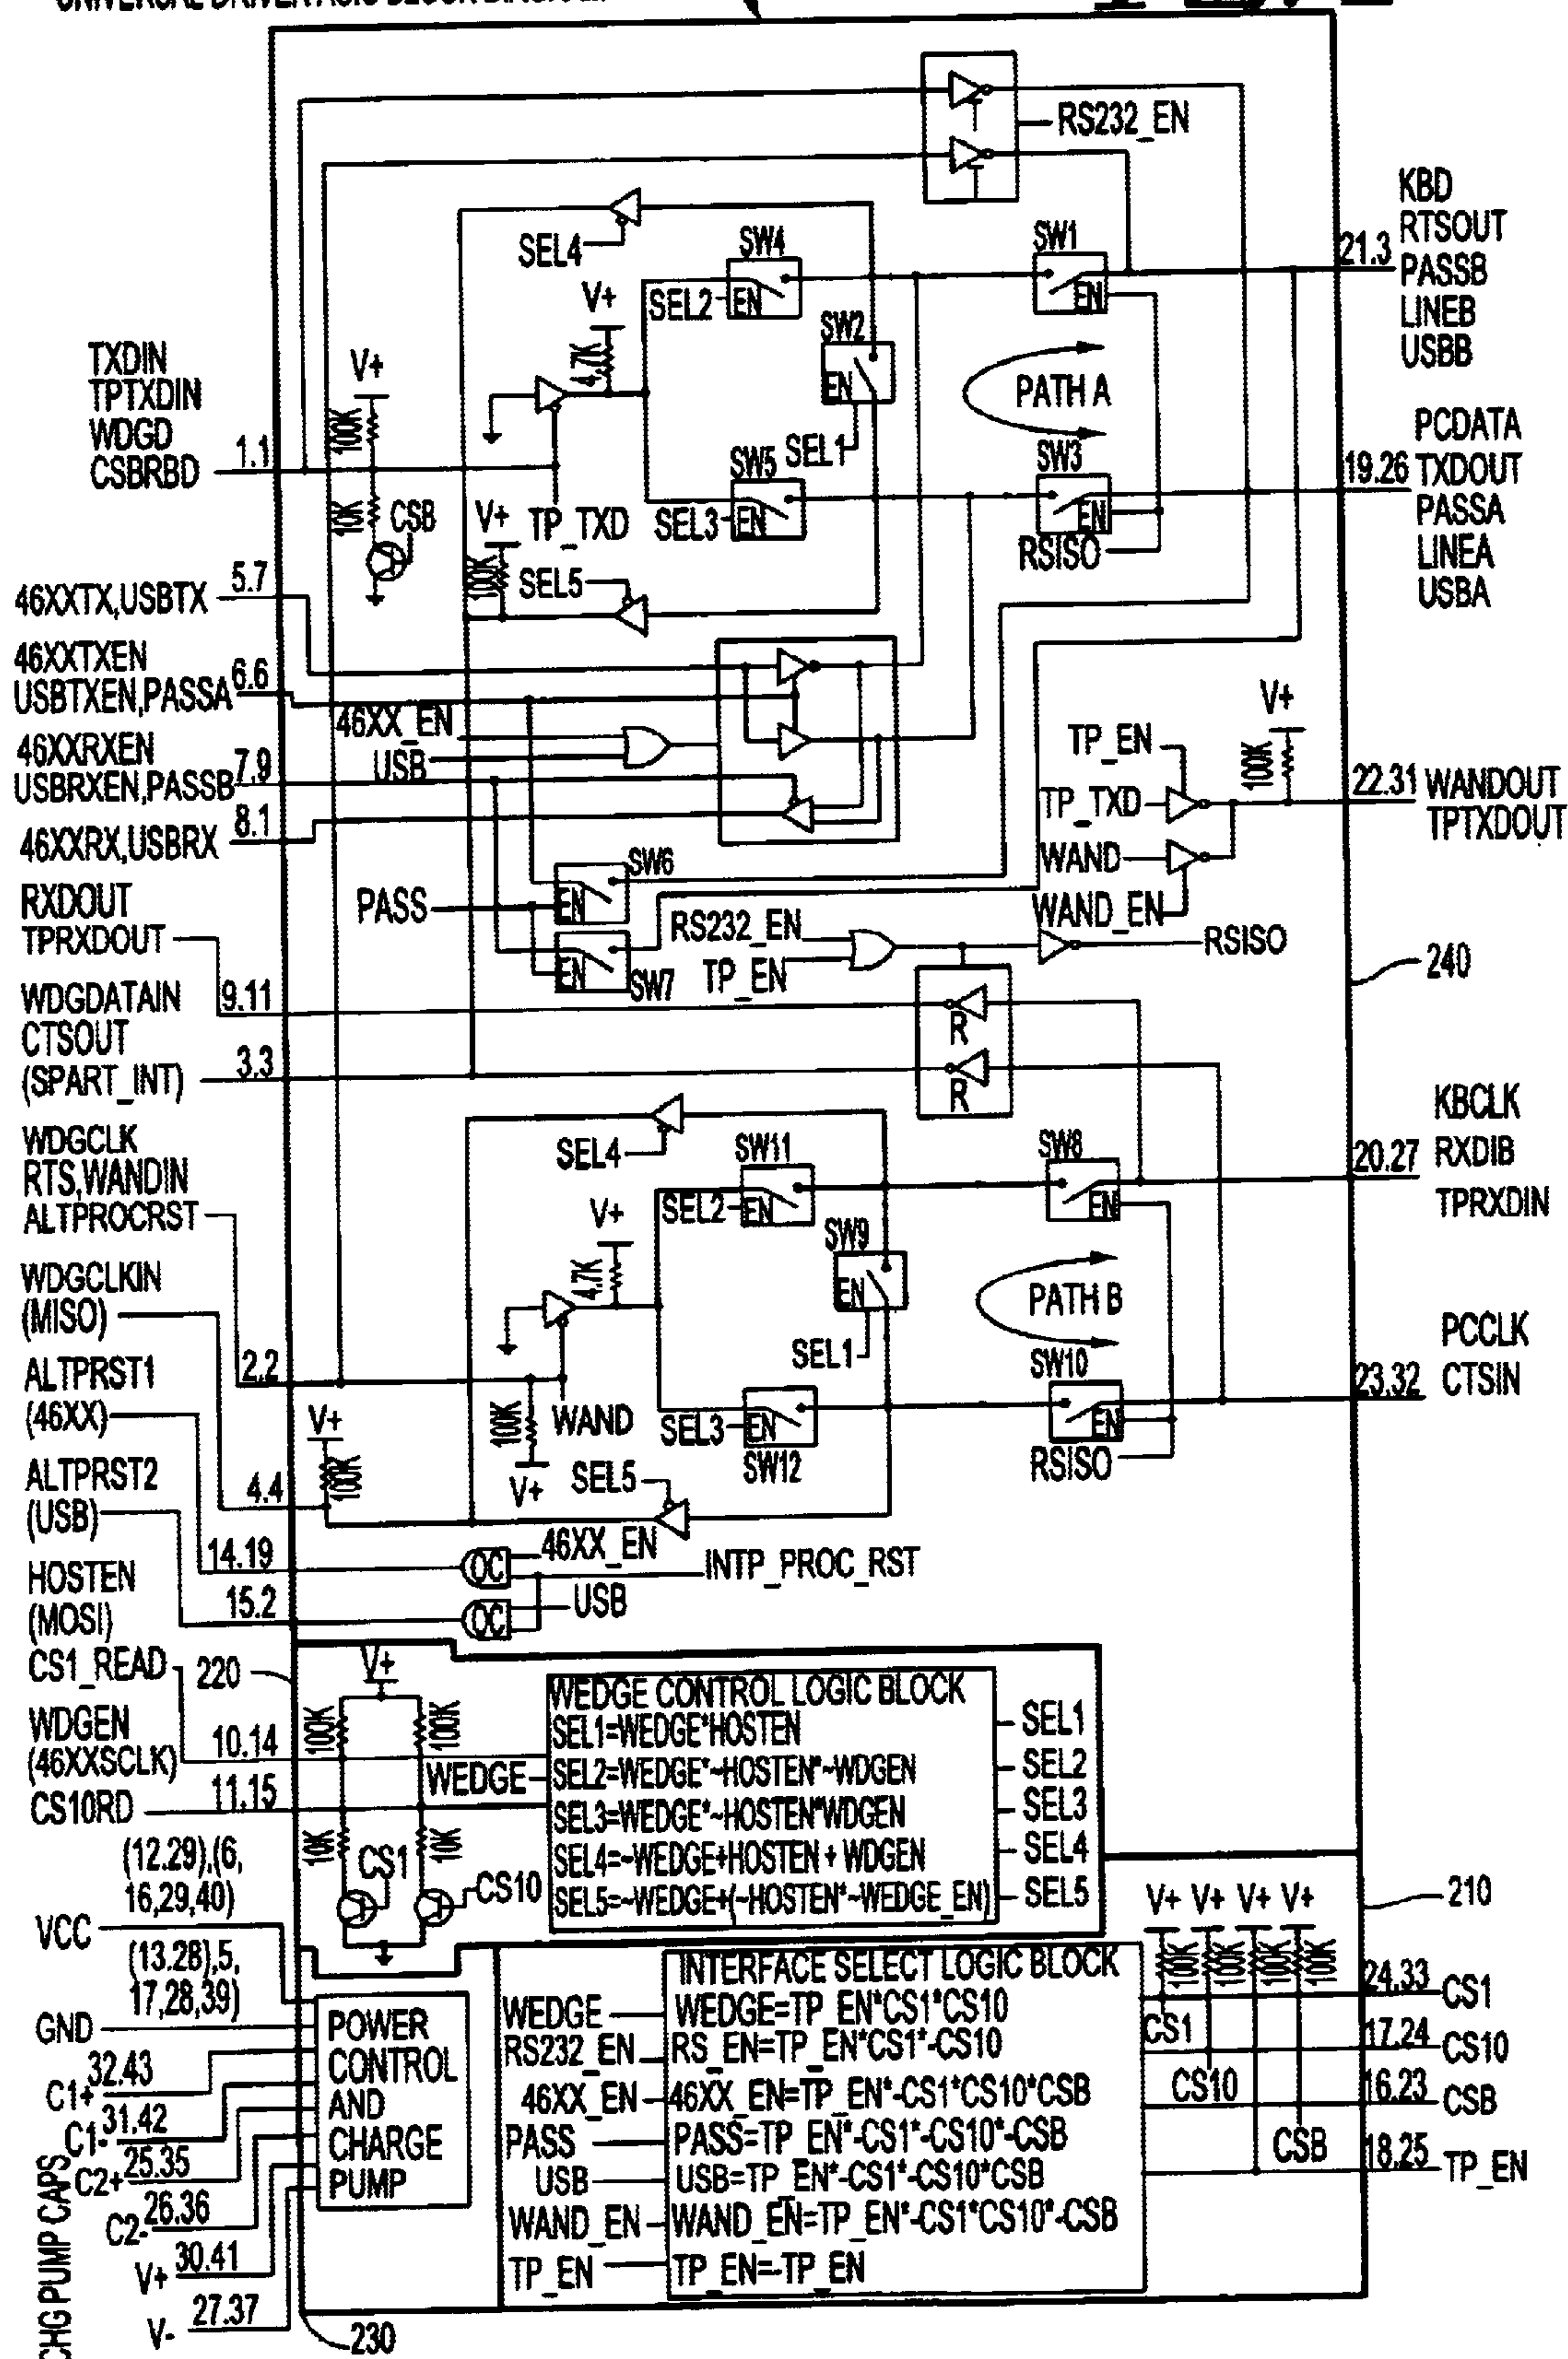 RS232_EN
KBD
RTSOUT
21.3
PASSB
LINEB
USBB
SEL4
SW4
SW1
SEL2
EN
EN
V+
4.7K
SW2
EN
PATH A
SEL1
TXDIN
TPTXDIN
WDGD
CSBRBD
1.1
V+
100K
10K
CSB
PCDATA
19.26
TXDOUT
PASSA
LINEA
USBA
SW5
SW3
SEL3
EN
EN
TP_TXD
RSISO
V+
100K
SEL5
5.7
46XXTX,USBTX
46XXTXEN
USBTXEN,PASSA
6.6
46XX_EN
USB
46XXRXEN
USBRXEN,PASSB
7.9
8.1
46XXRX,USBRX
V+
100K
TP_EN
TP_TXD
22.31
WANDOUT
TPTXDOUT
WAND
WAND_EN
PASS
SW6
EN
EN
SW7
RS232_EN
TP_EN
RSISO
240
RXDOUT
TPRXDOUT
9.11
WDGDATAIN
CTSOUT
(SPART_INT)
3.3
R
R
KBCLK
20.27
RXDIB
TPRXDIN
WDGCLK
RTS,WANDIN
ALTPROCRST
SEL4
SW11
SW8
SEL2
EN
EN
V+
4.7K
SW9
EN
PATH B
SEL1
WDGCLKIN
(MISO)
2.2
PCCLK
23.32
CTSIN
SW10
EN
RSISO
ALTPRST1
(46XX)
V+
100K
100K
V+
WAND
SEL3
EN
SW12
ALTPRST2
(USB)
4.4
SEL5
14.19
OC
46XX_EN
INTP_PROC_RST
15.2
OC
USB
HOSTEN
(MOSI)
CS1_READ
220
V+
100K
100K
WDGEN
(46XXSCLK)
10.14
CS10RD
11.15
10K
10K
CS1
CS10
WEDGE
WEDGE CONTROL LOGIC BLOCK
SEL1=WEDGE*HOSTEN
SEL1
SEL2=WEDGE*~HOSTEN*~WDGEN
SEL2
SEL3=WEDGE*~HOSTEN*WDGEN
SEL3
SEL4=~WEDGE+HOSTEN + WDGEN
SEL4
SEL5=~WEDGE+(~HOSTEN*~WEDGE_EN)
SEL5
210
(12.29),(6,
16,29,40)
VCC
(13.28),5,
17,28,39)
GND
32.43
C1+
31.42
C1-
25.35
C2+
26.36
C2-
30.41
V+
27.37
V-
CHG PUMP CAPS
POWER
CONTROL
AND
CHARGE
PUMP
230
INTERFACE SELECT LOGIC BLOCK
WEDGE
WEDGE=TP_EN*CS1*CS10
RS232_EN
RS_EN=TP_EN*CS1*-CS10
46XX_EN
46XX_EN=TP_EN*-CS1*CS10*CSB
PASS
PASS=TP_EN*-CS1*-CS10*-CSB
USB
USB=TP_EN*-CS1*-CS10*CSB
WAND_EN
WAND_EN=TP_EN*-CS1*CS10*-CSB
TP_EN
TP_EN=-TP_EN
V+ V+ V+ V+
100K 100K 100K 100K
24.33
CS1
CS1
17.24
CS10
CS10
16.23
CSB
CSB
18.25
TP_EN